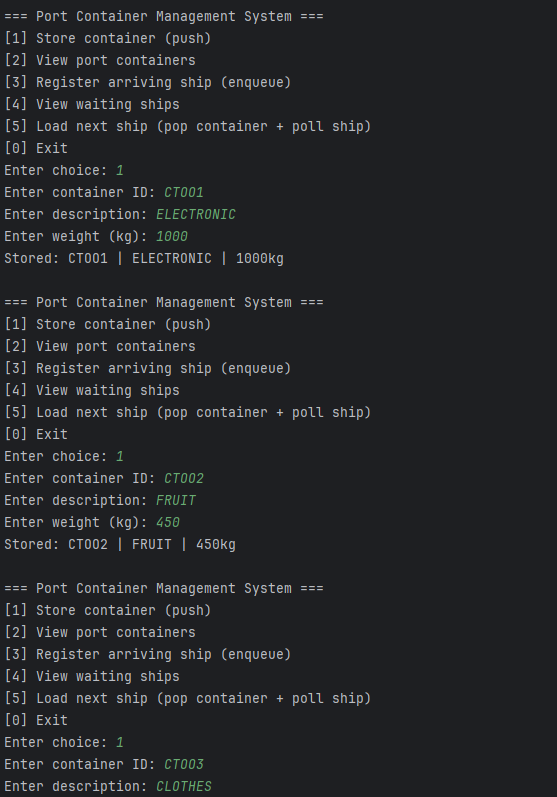 === Port Container Management System ===
[1] Store container (push)
[2] View port containers
[3] Register arriving ship (enqueue)
[4] View waiting ships
[5] Load next ship (pop container + poll ship)
[0] Exit
Enter choice: 1
Enter container ID: CTOO1
Enter description: ELECTRONIC
Enter weight (kg): 1000
Stored: CTOO1 | ELECTRONIC | 1000kg
=== Port Container Management System ===
[1] Store container (push)
[2] View port containers
[3] Register arriving ship (enqueue)
[4] View waiting ships
[5] Load next ship (pop container + poll ship)
[0] Exit
Enter choice: 1
Enter container ID: CTOO2
Enter description: FRUIT
Enter weight (kg): 450
Stored: CTOO2 | FRUIT | 450kg
=== Port Container Management System ===
[1] Store container (push)
[2] View port containers
[3] Register arriving ship (enqueue)
[4] View waiting ships
[5] Load next ship (pop container + poll ship)
[0] Exit
Enter choice: 1
Enter container ID: CTOO3
Enter description: CLOTHES